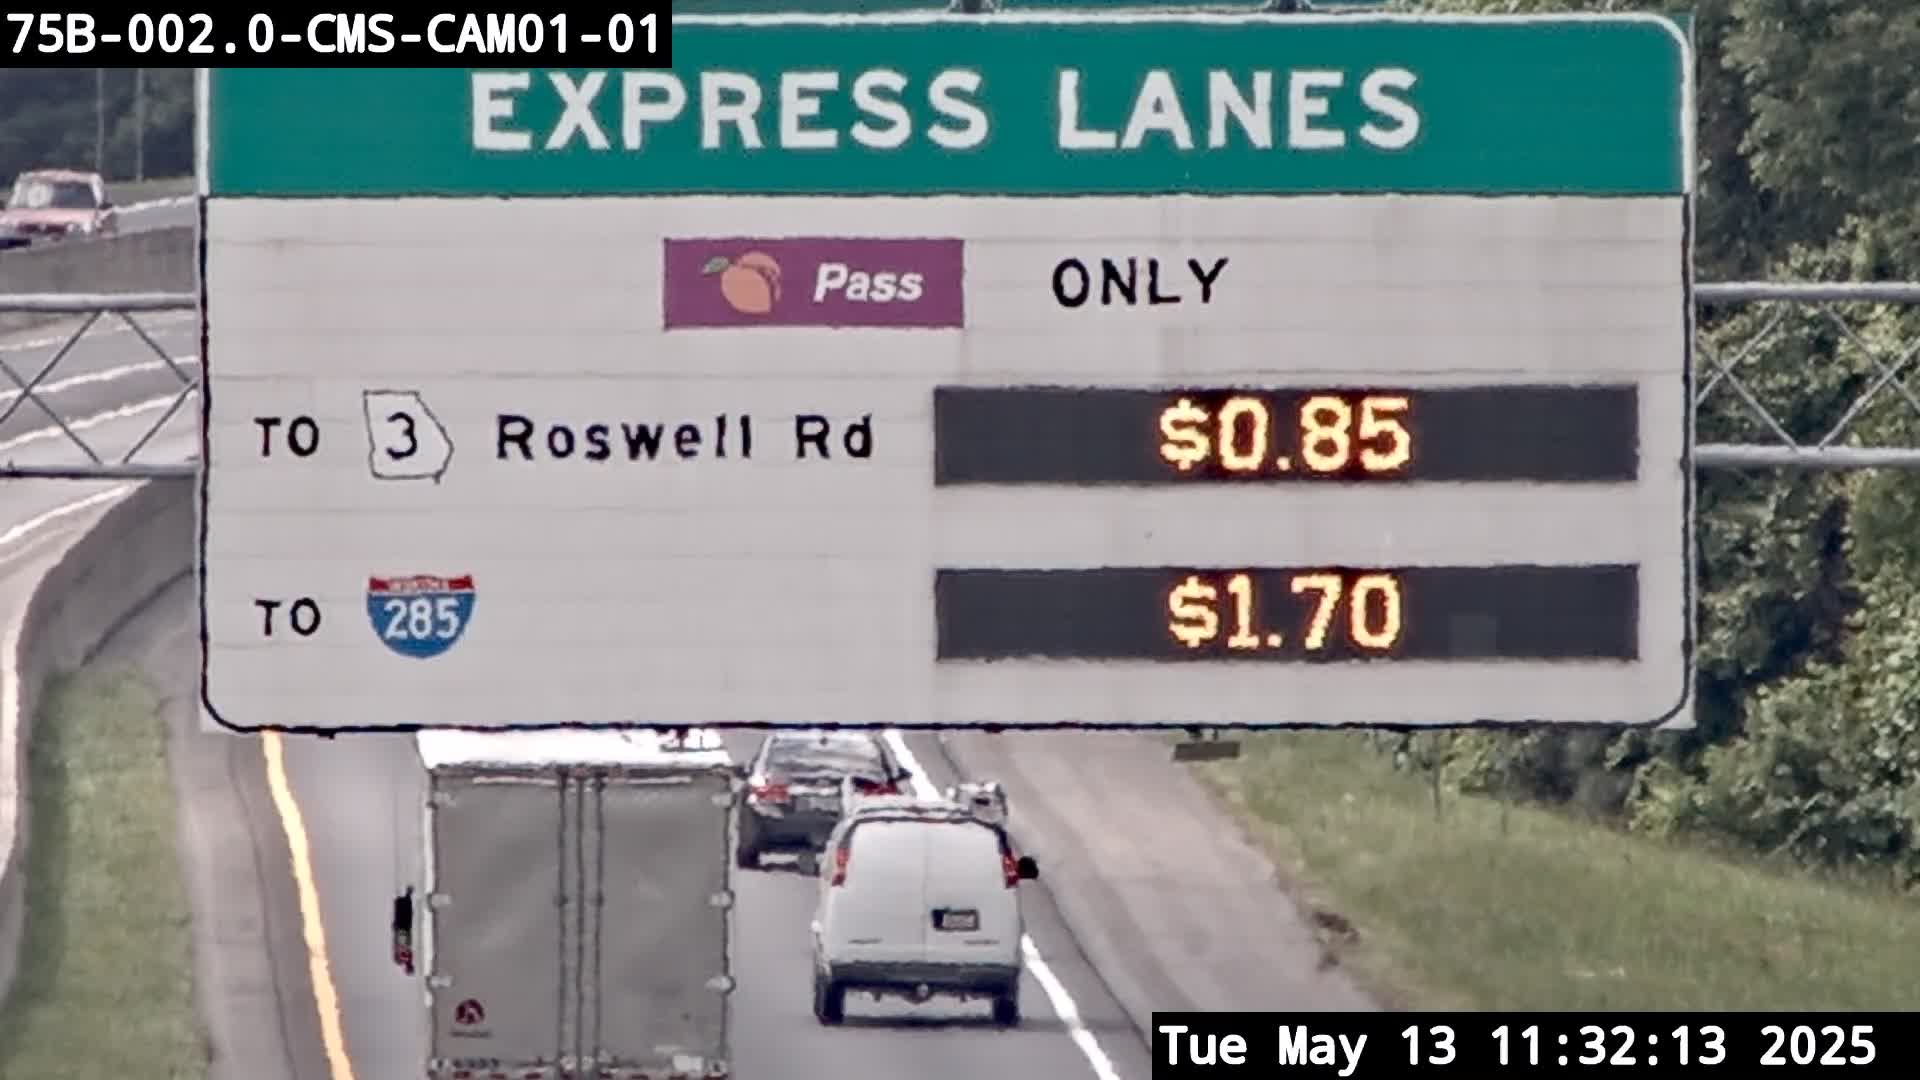 75B-002.0-CMS-CAM01-01
EXPRESS LANES
Pass ONLY
TO 3 Roswell Rd $0.85
TO 285 $1.70
Tue May 13 11:32:13 2025